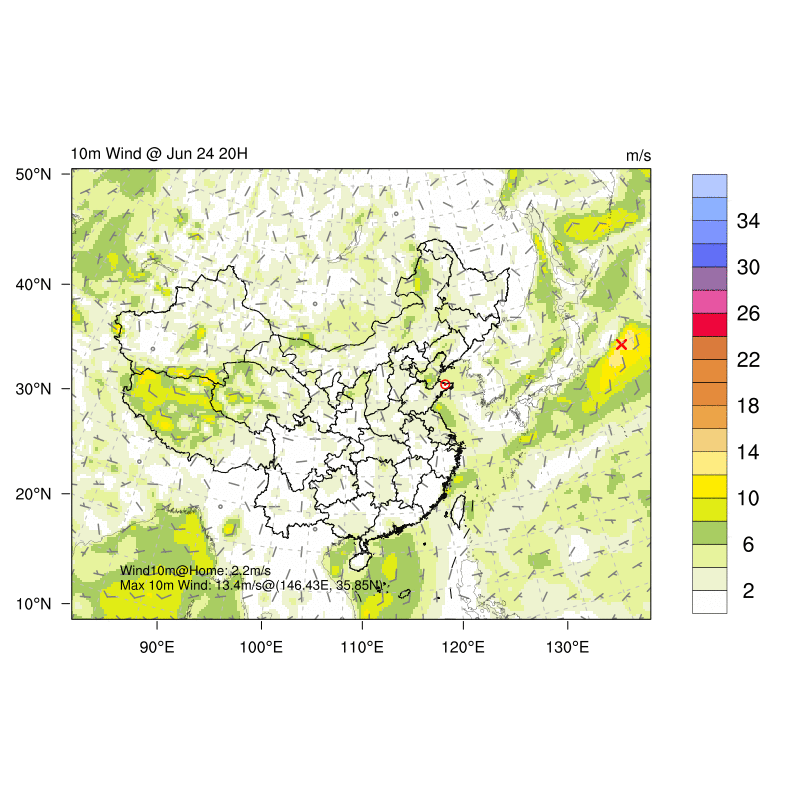 10m Wind @ Jun 24 20H
m/s
50°N
40°N
30°N
20°N
10°N
34
30
26
22
18
14
10
6
2
Wind10m@Home: 2.2m/s
Max 10m Wind: 13.4m/s@(146.43E, 35.85N)
90°E
100°E
110°E
120°E
130°E